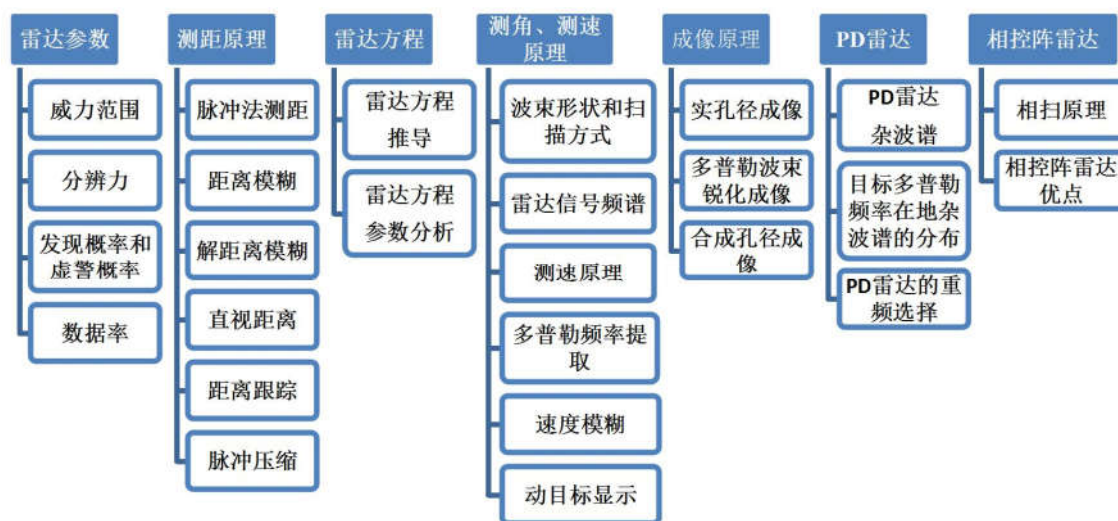 雷达参数
威力范围
分辨力
发现概率和
虚警概率
数据率
测距原理
脉冲法测距
距离模糊
解距离模糊
直视距离
距离跟踪
脉冲压缩
雷达方程
雷达方程
推导
雷达方程
参数分析
测角、测速
原理
波束形状和扫
描方式
雷达信号频谱
测速原理
多普勒频率提
取
速度模糊
动目标显示
成像原理
实孔径成像
多普勒波束
锐化成像
合成孔径成
像
PD雷达
PD雷达
杂波谱
目标多普勒
频率在地杂
波谱的分布
PD雷达的重
频选择
相控阵雷达
相扫原理
相控阵雷达
优点